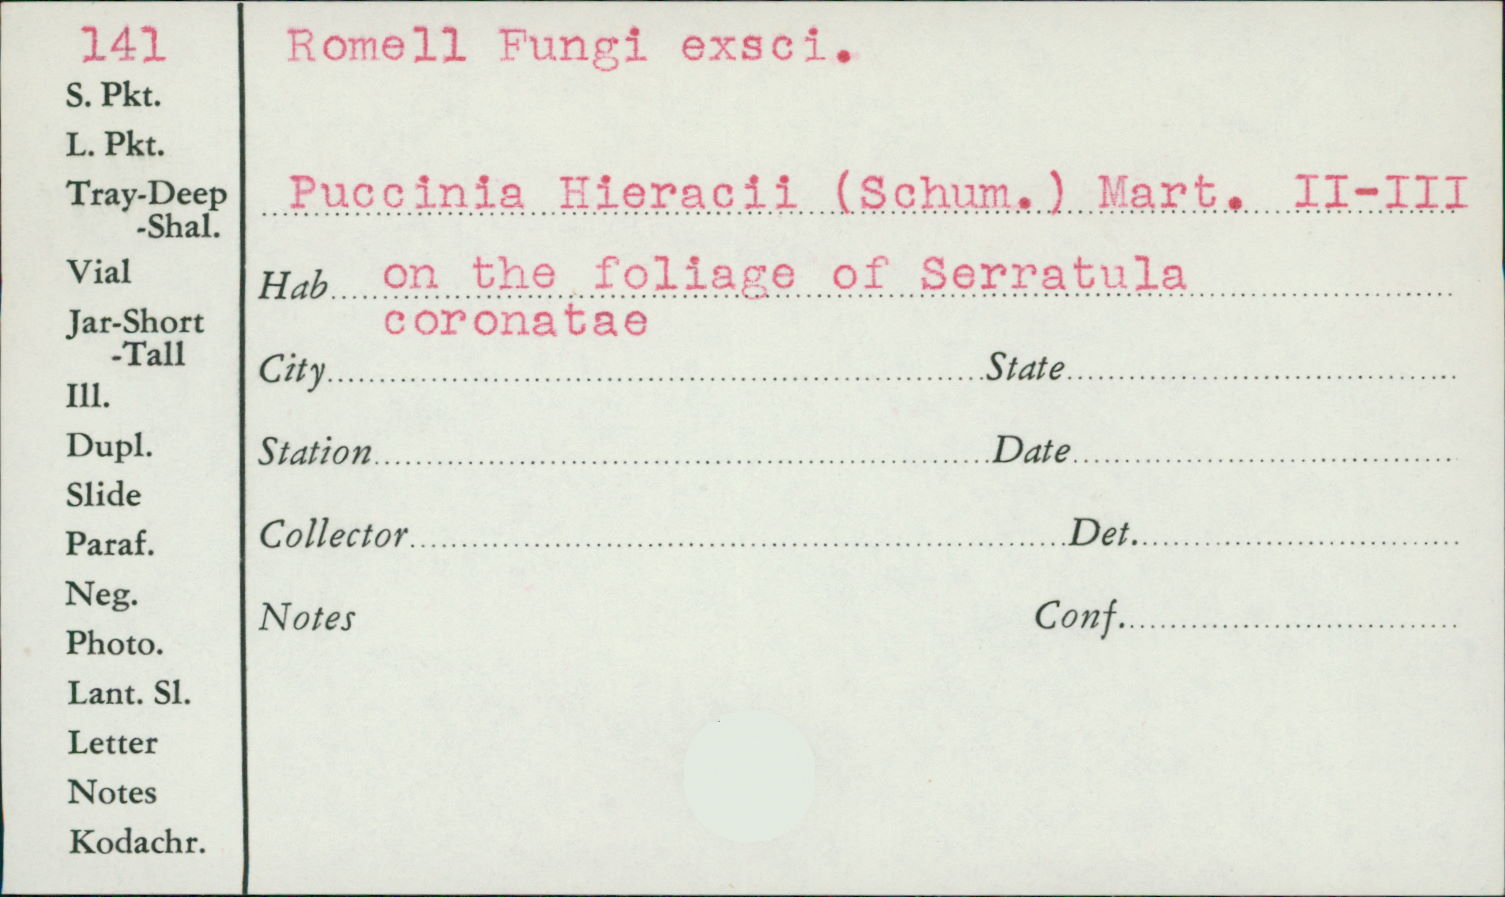 141
S. Pkt.
L. Pkt.
Tray-Deep
-Shal.
Vial
Jar-Short
-Tall
Ill.
Dupl.
Slide
Paraf.
Neg.
Photo.
Lant. Sl.
Letter
Notes
Kodachr.
Romell Fungi exsci.
Puccinia Hieracii (Schum.) Mart. II-III
Hab. on the foliage of Serratula
coronatae
City State
Station Date
Collector Det.
Notes Conf.